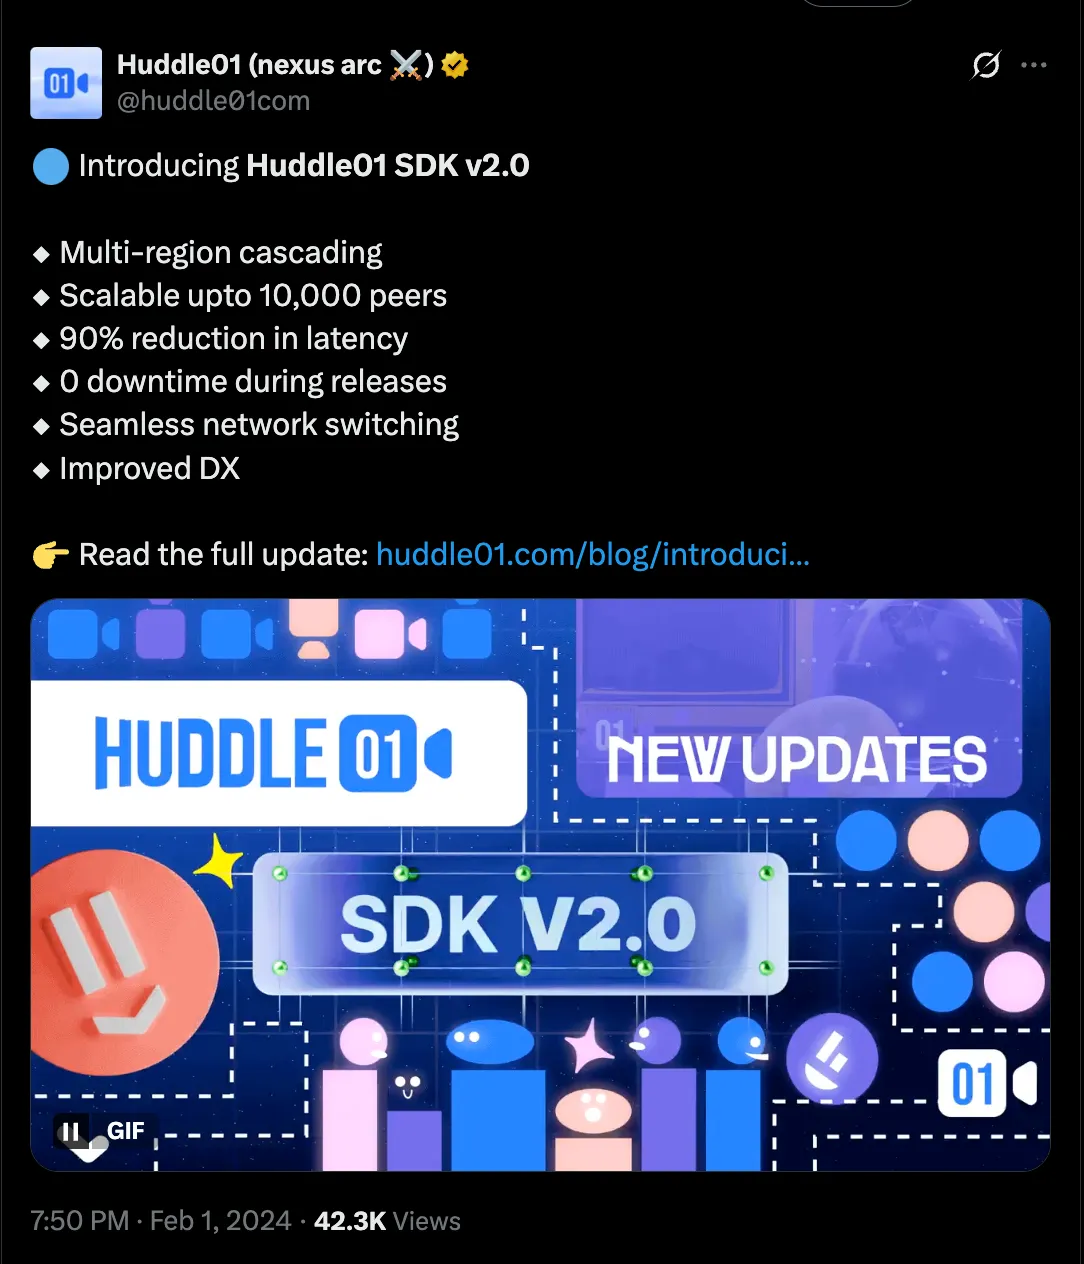 Huddle01 (nexus arc ⚔️)
@huddle01com
🔵 Introducing Huddle01 SDK v2.0
◆ Multi-region cascading
◆ Scalable upto 10,000 peers
◆ 90% reduction in latency
◆ 0 downtime during releases
◆ Seamless network switching
◆ Improved DX
👉 Read the full update: huddle01.com/blog/introduci...
HUDDLE 01
01
NEW UPDATES
SDK V2.0
01
GIF
7:50 PM · Feb 1, 2024 · 42.3K Views